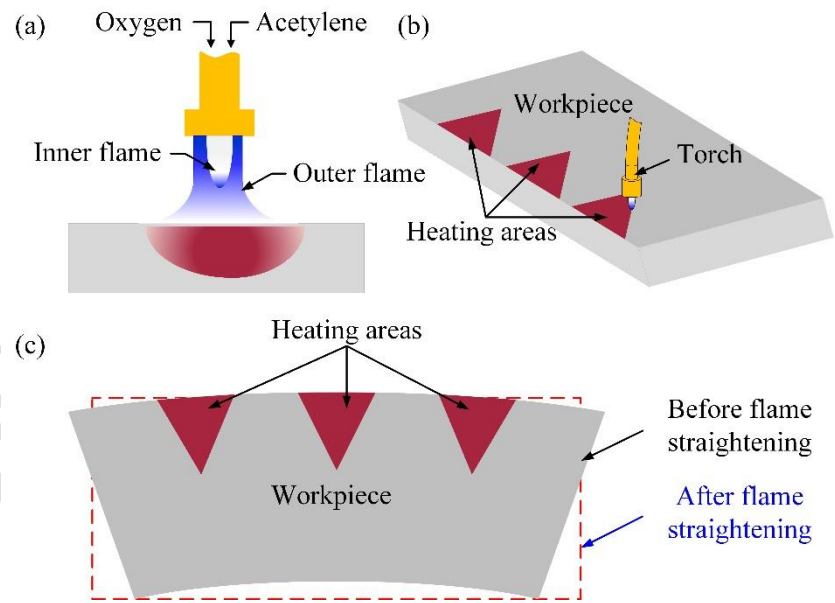 (a)
Oxygen
Acetylene
Inner flame
Outer flame
(b)
Workpiece
Torch
Heating areas
(c)
Heating areas
Workpiece
Before flame
straightening
After flame
straightening